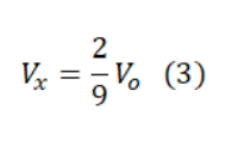 Vₓ = 2/9 Vₒ (3)